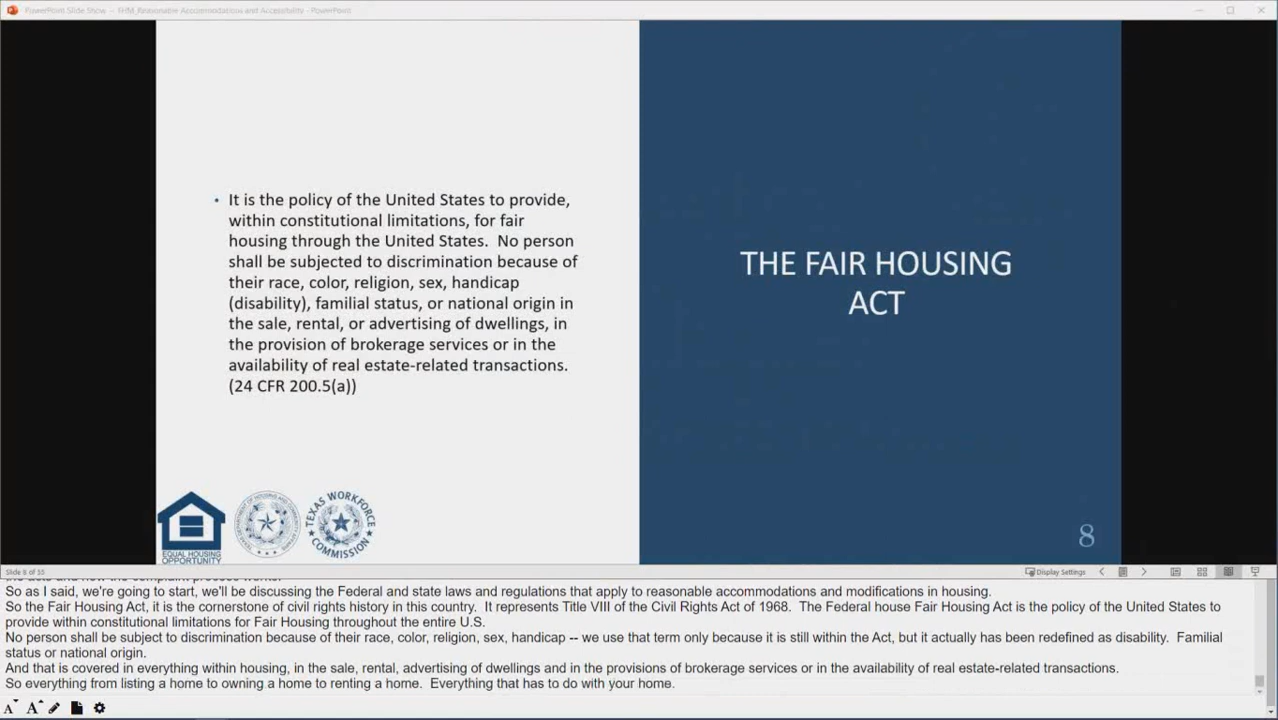 PowerPoint Slide Show - FHM_Reasonable Accommodations and Accessibility - PowerPoint
• It is the policy of the United States to provide,
within constitutional limitations, for fair
housing through the United States. No person
shall be subjected to discrimination because of
their race, color, religion, sex, handicap
(disability), familial status, or national origin in
the sale, rental, or advertising of dwellings, in
the provision of brokerage services or in the
availability of real estate-related transactions.
(24 CFR 200.5(a))
THE FAIR HOUSING
ACT
EQUAL HOUSING
OPPORTUNITY
TEXAS WORKFORCE
COMMISSION
8
Slide 8 of 35
Display Settings
So as I said, we're going to start, we'll be discussing the Federal and state laws and regulations that apply to reasonable accommodations and modifications in housing.
So the Fair Housing Act, it is the cornerstone of civil rights history in this country. It represents Title VIII of the Civil Rights Act of 1968. The Federal house Fair Housing Act is the policy of the United States to
provide within constitutional limitations for Fair Housing throughout the entire U.S.
No person shall be subject to discrimination because of their race, color, religion, sex, handicap -- we use that term only because it is still within the Act, but it actually has been redefined as disability. Familial
status or national origin.
And that is covered in everything within housing, in the sale, rental, advertising of dwellings and in the provisions of brokerage services or in the availability of real estate-related transactions.
So everything from listing a home to owning a home to renting a home. Everything that has to do with your home.